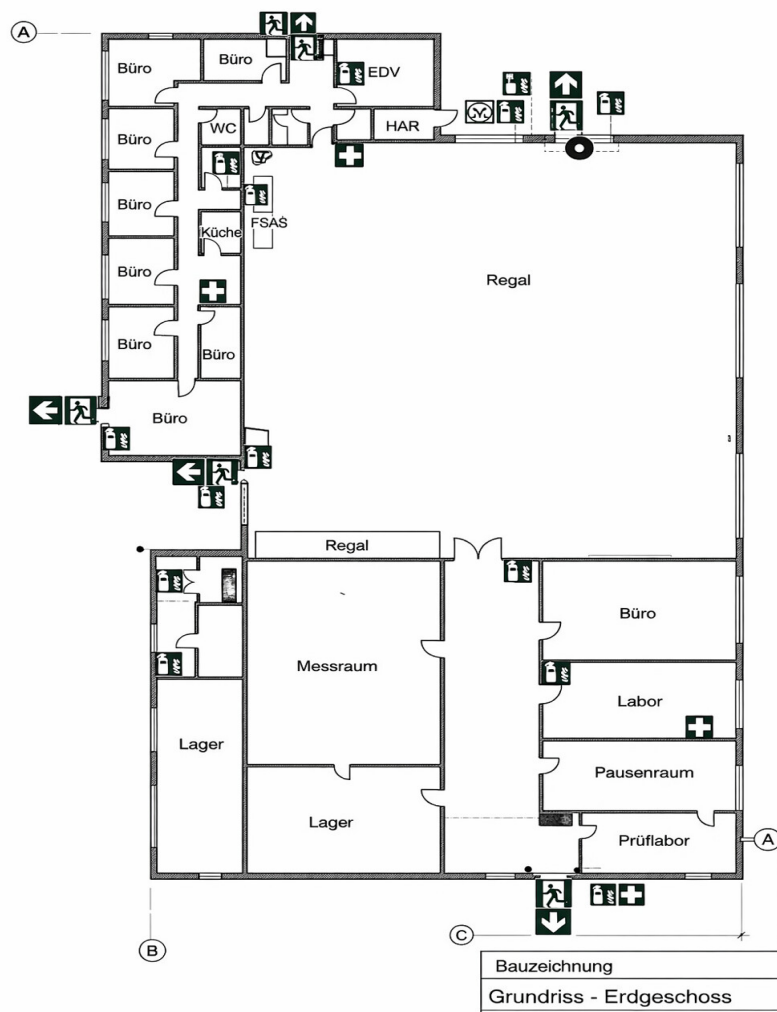 A
Büro
Büro
EDV
Büro
WC
HAR
Büro
FSAS
Küche
Regal
Büro
Büro
Büro
Büro
Regal
Büro
Messraum
Labor
Lager
Pausenraum
Lager
Prüflabor
A
B
C
Bauzeichnung
Grundriss - Erdgeschoss